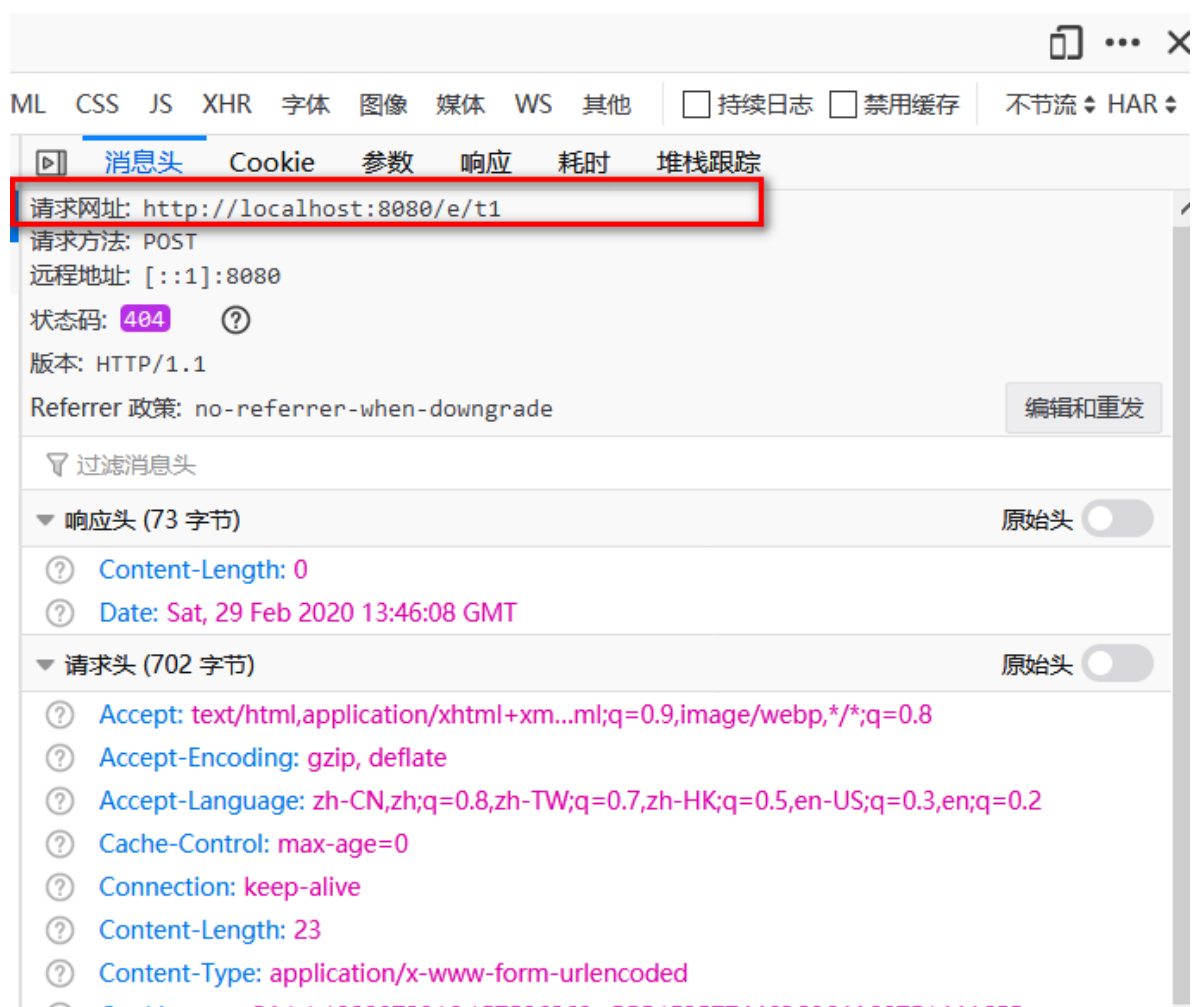 ML CSS JS XHR 字体 图像 媒体 WS 其他 持续日志 禁用缓存 不节流 HAR
消息头 Cookie 参数 响应 耗时 堆栈跟踪
请求网址: http://localhost:8080/e/t1
请求方法: POST
远程地址: [::1]:8080
状态码: 404
版本: HTTP/1.1
Referrer 政策: no-referrer-when-downgrade 编辑和重发
过滤消息头
响应头 (73 字节) 原始头
Content-Length: 0
Date: Sat, 29 Feb 2020 13:46:08 GMT
请求头 (702 字节) 原始头
Accept: text/html,application/xhtml+xm...ml;q=0.9,image/webp,*/*;q=0.8
Accept-Encoding: gzip, deflate
Accept-Language: zh-CN,zh;q=0.8,zh-TW;q=0.7,zh-HK;q=0.5,en-US;q=0.3,en;q=0.2
Cache-Control: max-age=0
Connection: keep-alive
Content-Length: 23
Content-Type: application/x-www-form-urlencoded